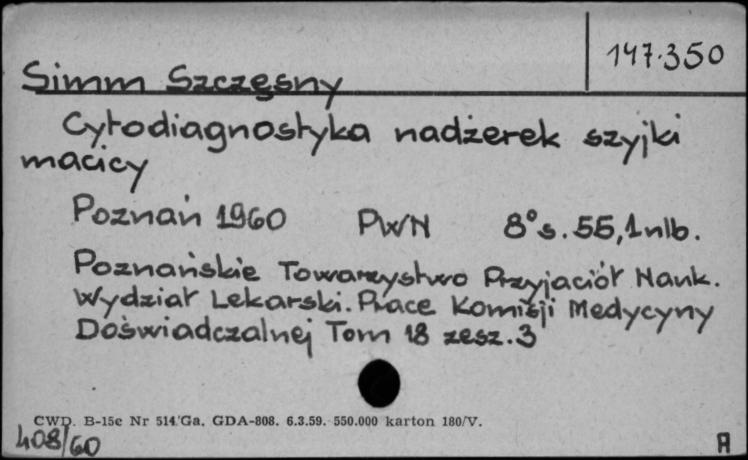 147.350
Simm Szczęsny
Cytodiagnostyka nadżerek szyjki
macicy
Poznań 1960 PWN 8° s. 55, 1 nlb.
Poznańskie Towarzystwo Przyjaciół Nauk.
Wydział Lekarski. Prace Komisji Medycyny
Doświadczalnej Tom 18 zesz. 3
CWD. B-15c Nr 514/Ga. GDA-808. 6.3.59. 550.000 karton 180/V.
408/60
A